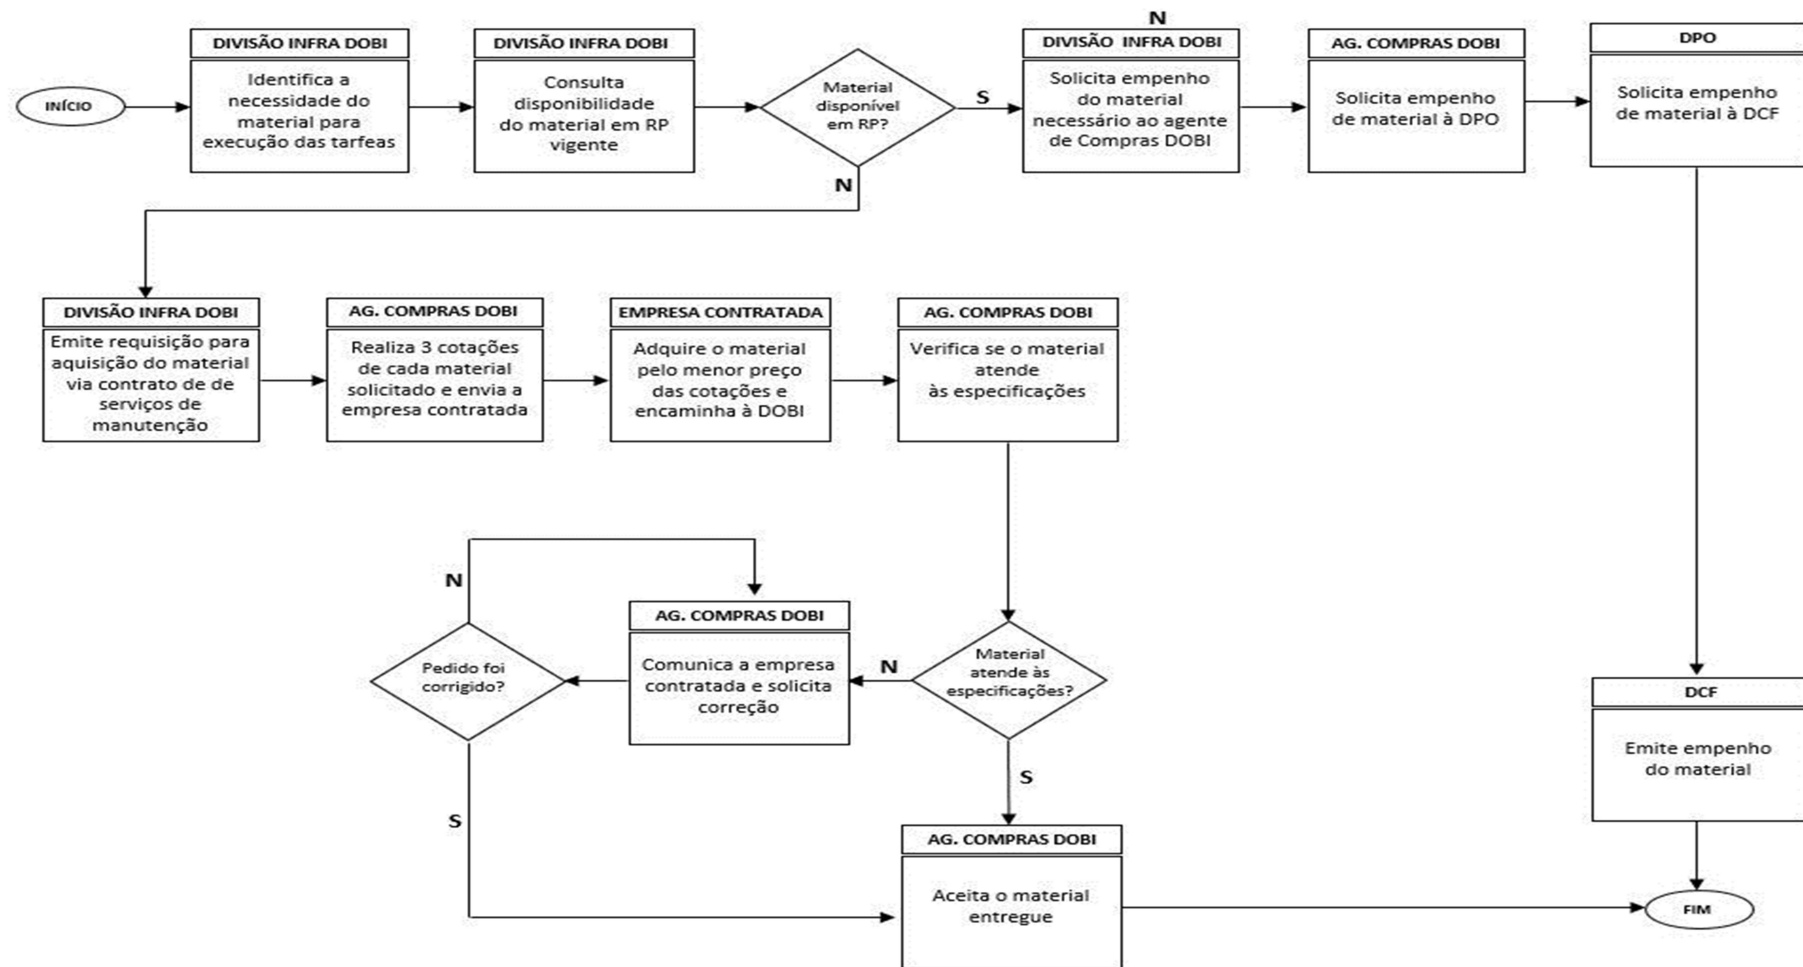 INÍCIO
DIVISÃO INFRA DOBI
Identifica a
necessidade do
material para
execução das tarfeas
DIVISÃO INFRA DOBI
Consulta
disponibilidade
do material em RP
vigente
Material
disponível
em RP?
S
N
N
DIVISÃO INFRA DOBI
Solicita empenho
do material
necessário ao agente
de Compras DOBI
AG. COMPRAS DOBI
Solicita empenho
de material à DPO
DPO
Solicita empenho
de material à DCF
DIVISÃO INFRA DOBI
Emite requisição para
aquisição do material
via contrato de de
serviços de
manutenção
AG. COMPRAS DOBI
Realiza 3 cotações
de cada material
solicitado e envia a
empresa contratada
EMPRESA CONTRATADA
Adquire o material
pelo menor preço
das cotações e
encaminha à DOBI
AG. COMPRAS DOBI
Verifica se o material
atende
às especificações
N
Pedido foi
corrigido?
S
AG. COMPRAS DOBI
Comunica a empresa
contratada e solicita
correção
N
Material
atende às
especificações?
S
DCF
Emite empenho
do material
AG. COMPRAS DOBI
Aceita o material
entregue
FIM